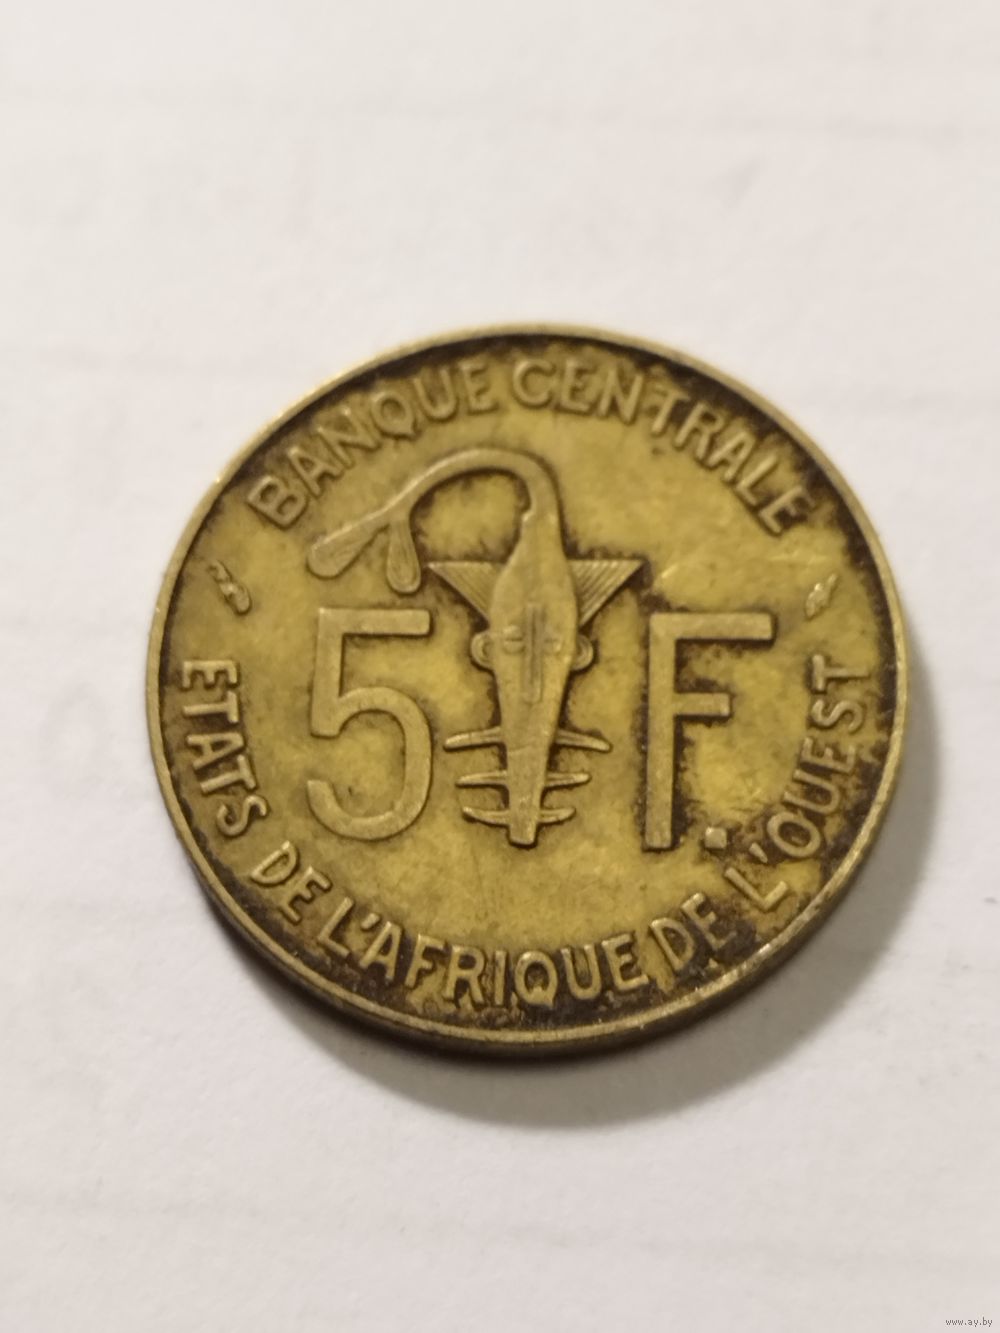 BANQUE CENTRALE
5 F.
ETATS DE L'AFRIQUE DE L'OUEST
www.ay.by